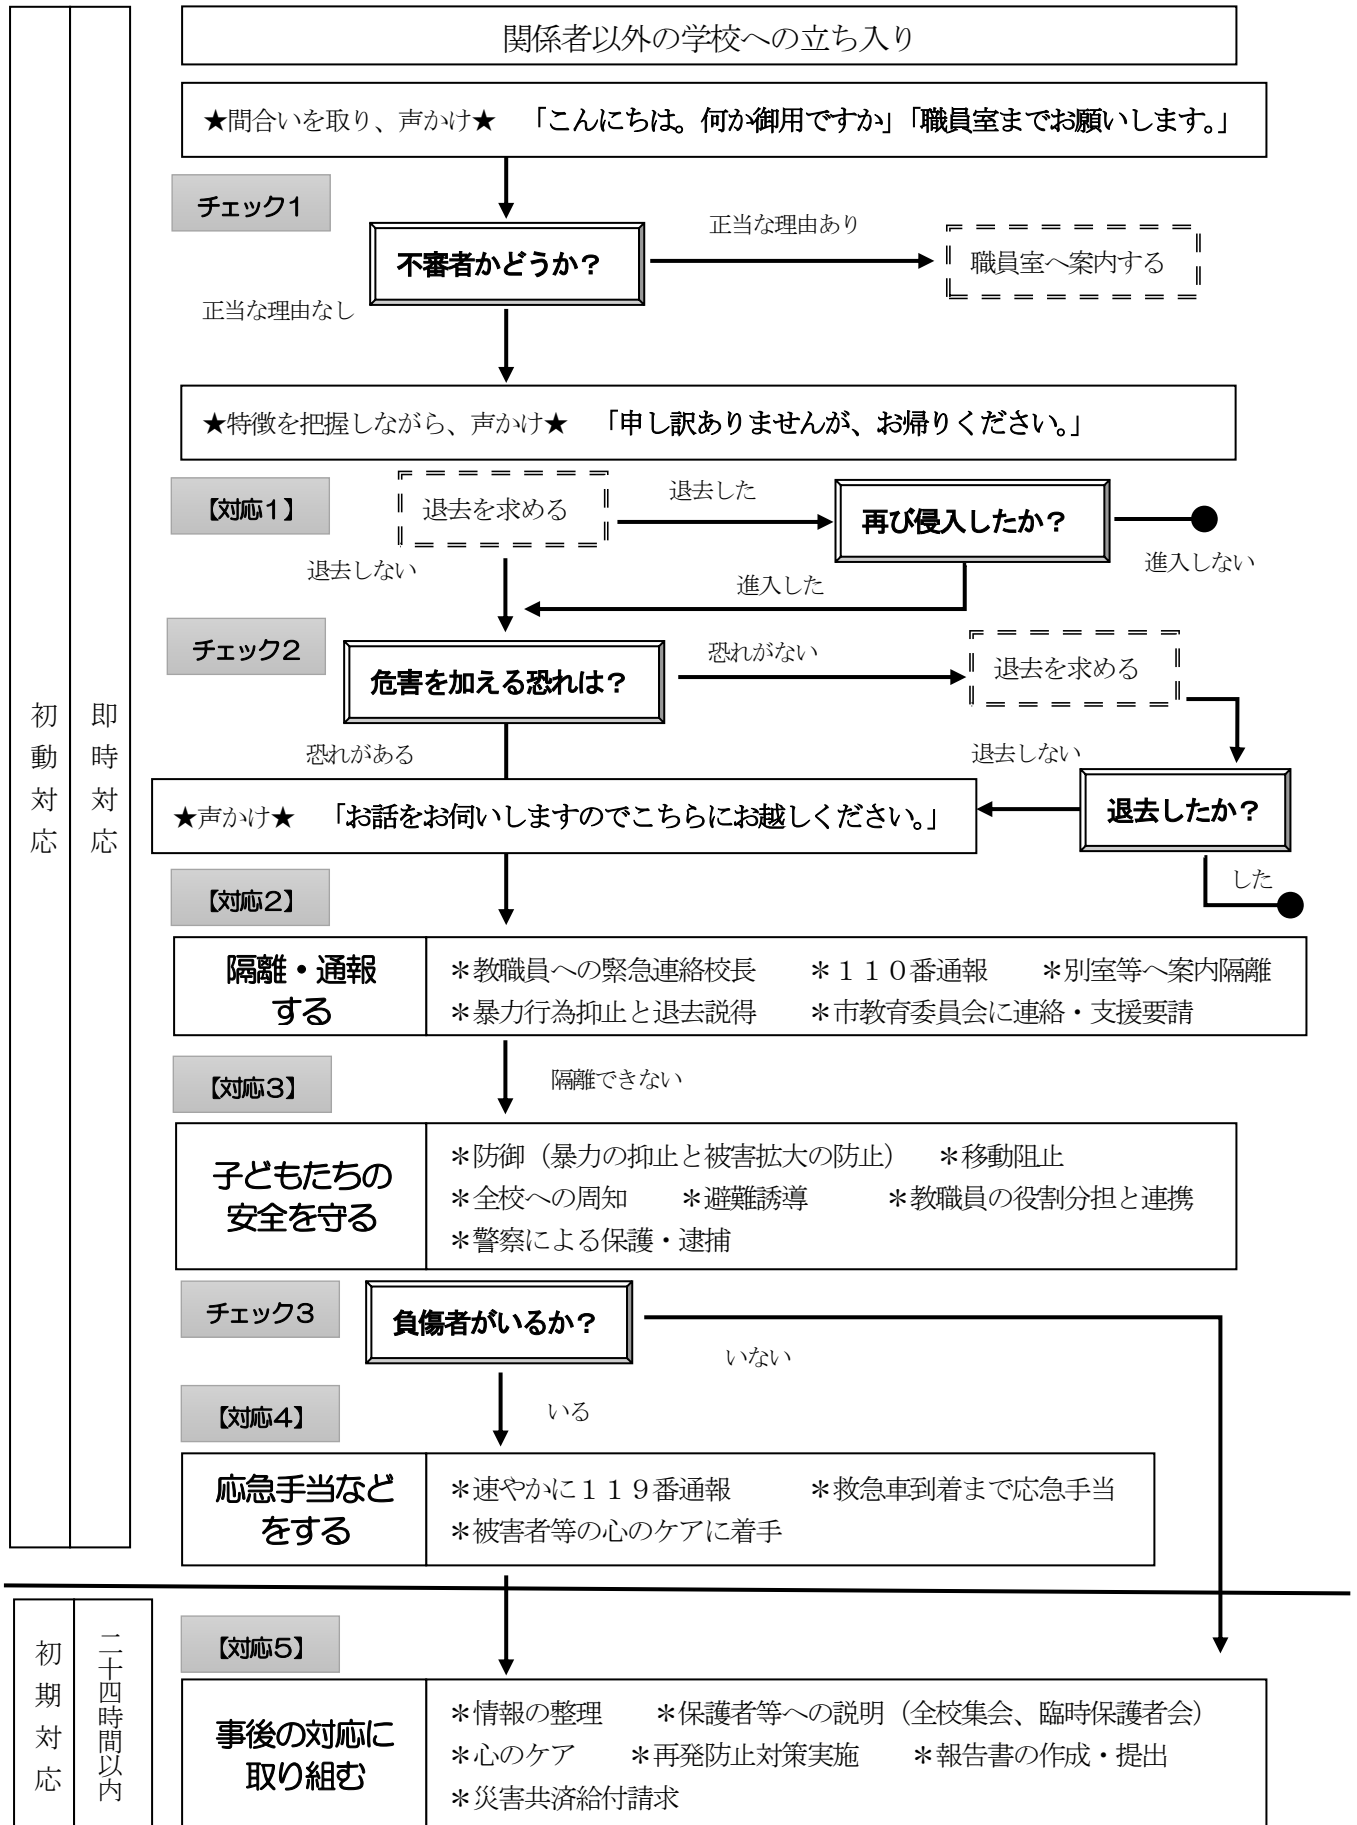 関係者以外の学校への立ち入り
★間合いを取り、声かけ★　「こんにちは。何か御用ですか」「職員室までお願いします。」
チェック1
正当な理由あり
不審者かどうか？
職員室へ案内する
正当な理由なし
★特徴を把握しながら、声かけ★　「申し訳ありませんが、お帰りください。」
【対応1】
退去を求める
退去した
再び侵入したか？
退去しない
進入した
進入しない
チェック2
危害を加える恐れは？
恐れがない
退去を求める
恐れがある
退去しない
★声かけ★　「お話をお伺いしますのでこちらにお越しください。」
退去したか？
した
初動対応
即時対応
【対応2】
隔離・通報
する
＊教職員への緊急連絡校長　＊１１０番通報　＊別室等へ案内隔離
＊暴力行為抑止と退去説得　＊市教育委員会に連絡・支援要請
【対応3】
隔離できない
子どもたちの
安全を守る
＊防御（暴力の抑止と被害拡大の防止）　＊移動阻止
＊全校への周知　＊避難誘導　＊教職員の役割分担と連携
＊警察による保護・逮捕
チェック3
負傷者がいるか？
いない
【対応4】
いる
応急手当など
をする
＊速やかに１１９番通報　＊救急車到着まで応急手当
＊被害者等の心のケアに着手
初期対応
二十四時間以内
【対応5】
事後の対応に
取り組む
＊情報の整理　＊保護者等への説明（全校集会、臨時保護者会）
＊心のケア　＊再発防止対策実施　＊報告書の作成・提出
＊災害共済給付請求